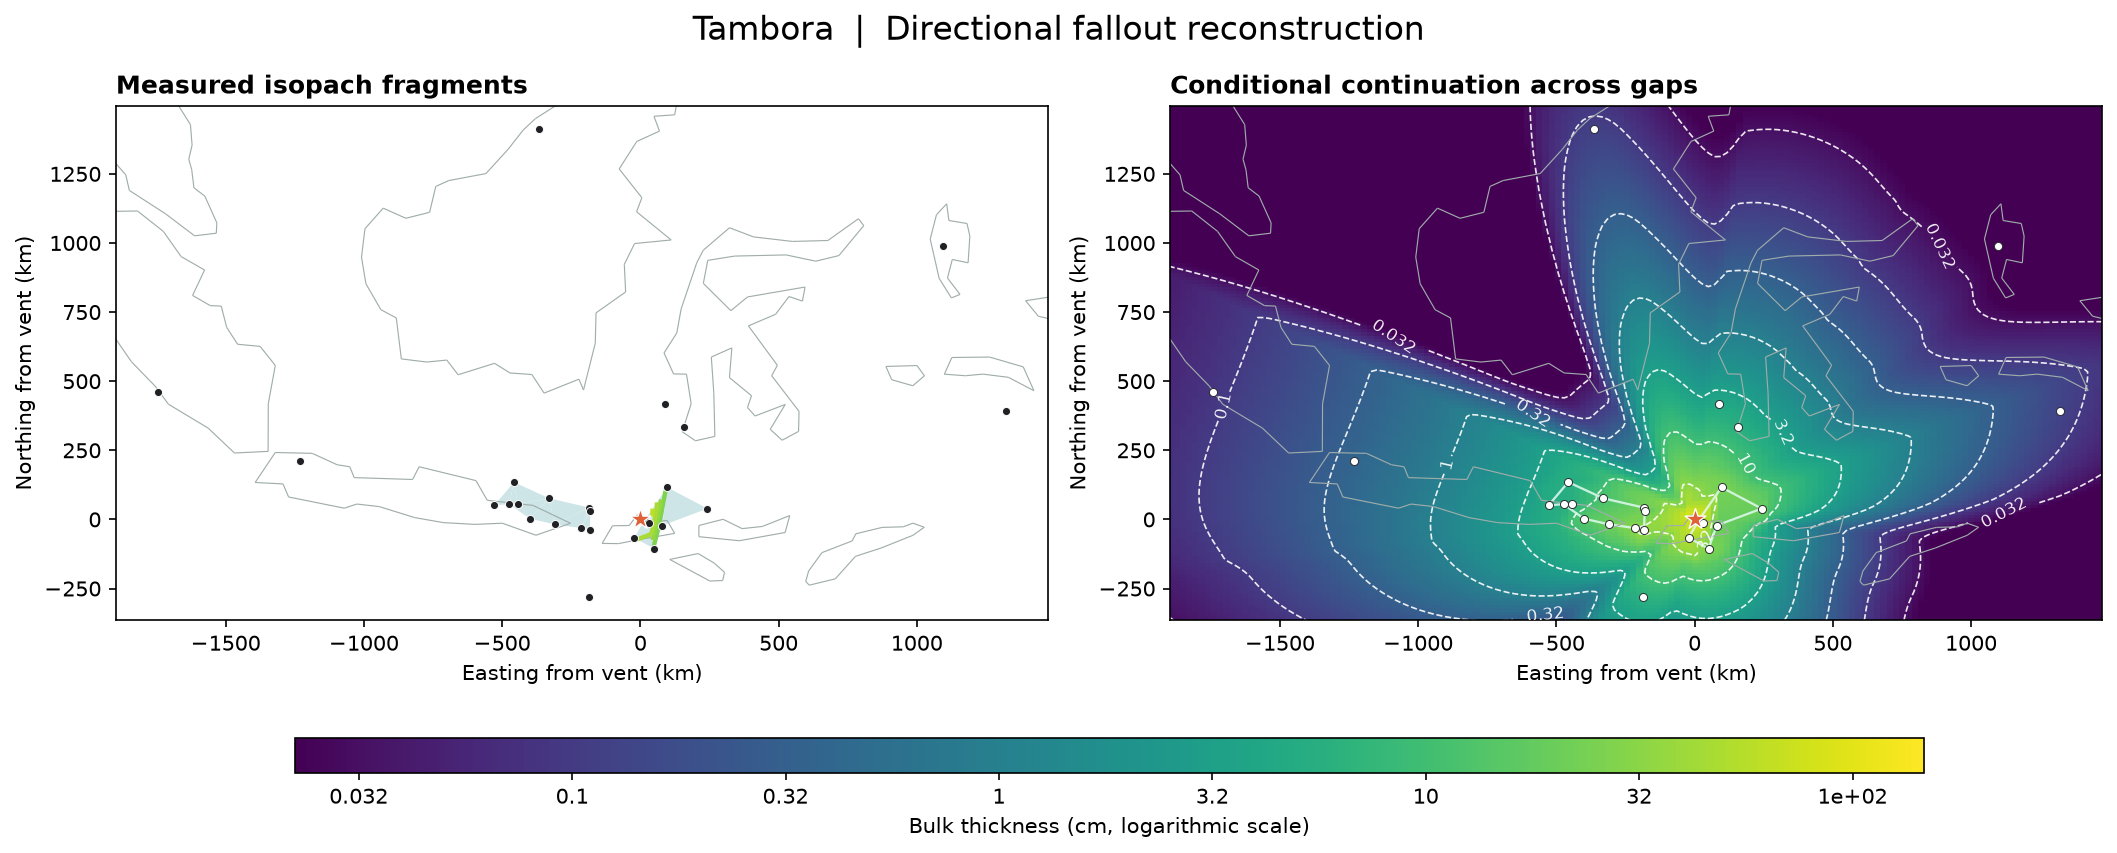 Tambora | Directional fallout reconstruction
Measured isopach fragments
Northing from vent (km)
1250
1000
750
500
250
0
−250
−1500 −1000 −500 0 500 1000
Easting from vent (km)
Conditional continuation across gaps
Northing from vent (km)
1250
1000
750
500
250
0
−250
0.032
0.032
0.1
0.32
3.2
1
10
32
0.032
0.32
−1500 −1000 −500 0 500 1000
Easting from vent (km)
0.032 0.1 0.32 1 3.2 10 32 1e+02
Bulk thickness (cm, logarithmic scale)